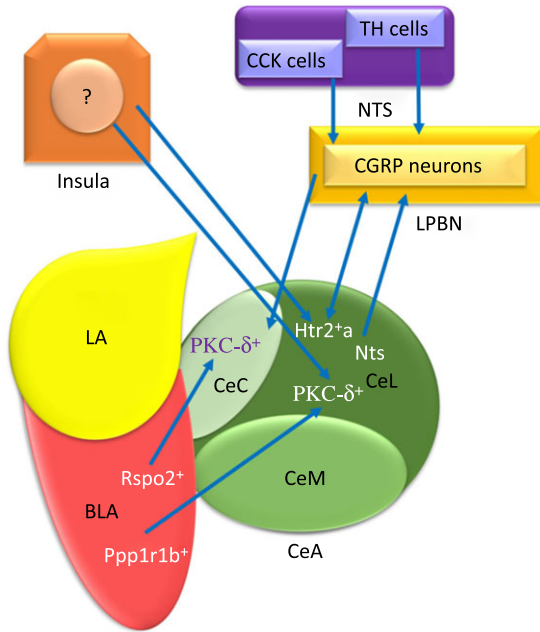 TH cells
CCK cells
?
NTS
CGRP neurons
Insula
LPBN
LA
Htr2⁺a
PKC-δ⁺
Nts
CeC
CeL
PKC-δ⁺
Rspo2⁺
CeM
BLA
Ppp1r1b⁺
CeA